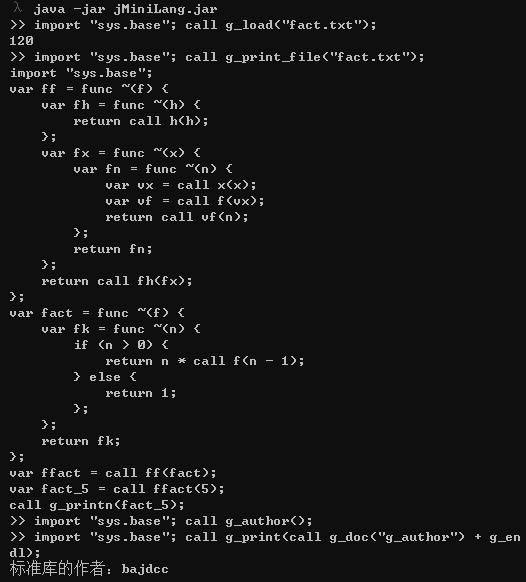 λ java -jar jMiniLang.jar
>> import "sys.base"; call g_load("fact.txt");
120
>> import "sys.base"; call g_print_file("fact.txt");
import "sys.base";
var ff = func ~(f) {
    var fh = func ~(h) {
        return call h(h);
    };
    var fx = func ~(x) {
        var fn = func ~(n) {
            var vx = call x(x);
            var vf = call f(vx);
            return call vf(n);
        };
        return fn;
    };
    return call fh(fx);
};
var fact = func ~(f) {
    var fk = func ~(n) {
        if (n > 0) {
            return n * call f(n - 1);
        } else {
            return 1;
        };
    };
    return fk;
};
var ffact = call ff(fact);
var fact_5 = call ffact(5);
call g_printn(fact_5);
>> import "sys.base"; call g_author();
>> import "sys.base"; call g_print(call g_doc("g_author") + g_en
dl);
标准库的作者：bajdcc